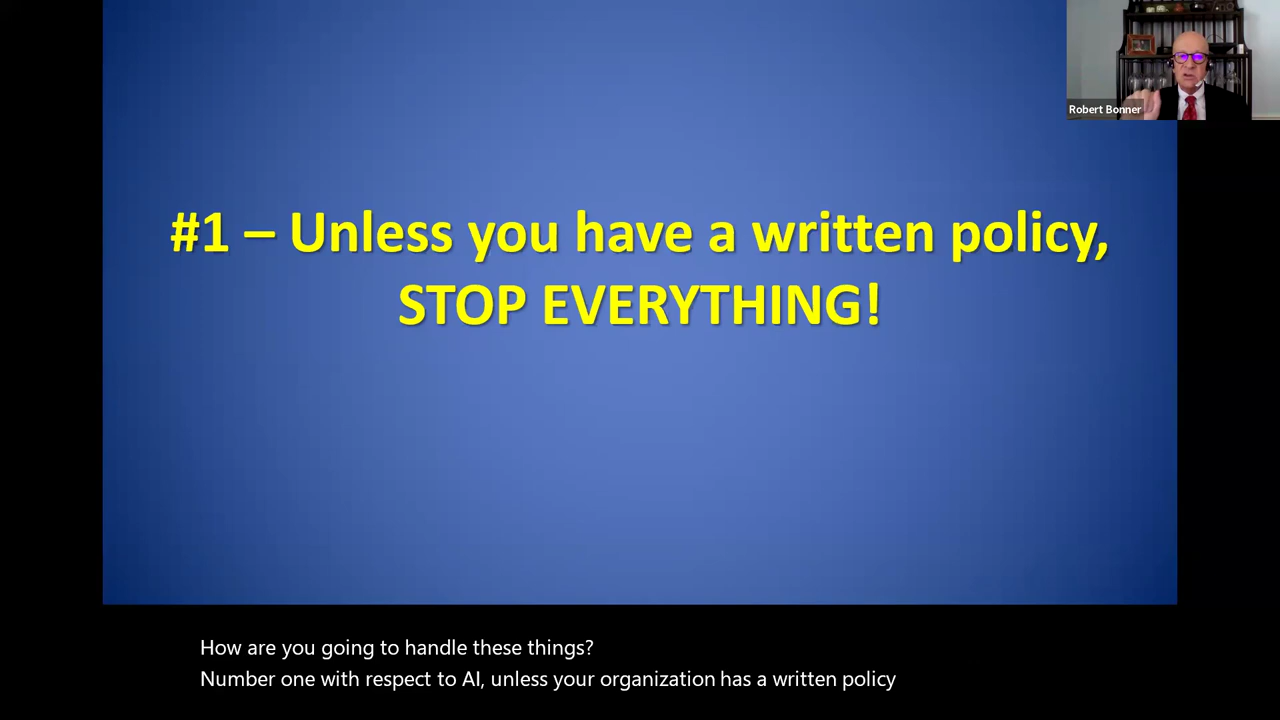 Robert Bonner
#1 – Unless you have a written policy,
STOP EVERYTHING!
How are you going to handle these things?
Number one with respect to AI, unless your organization has a written policy